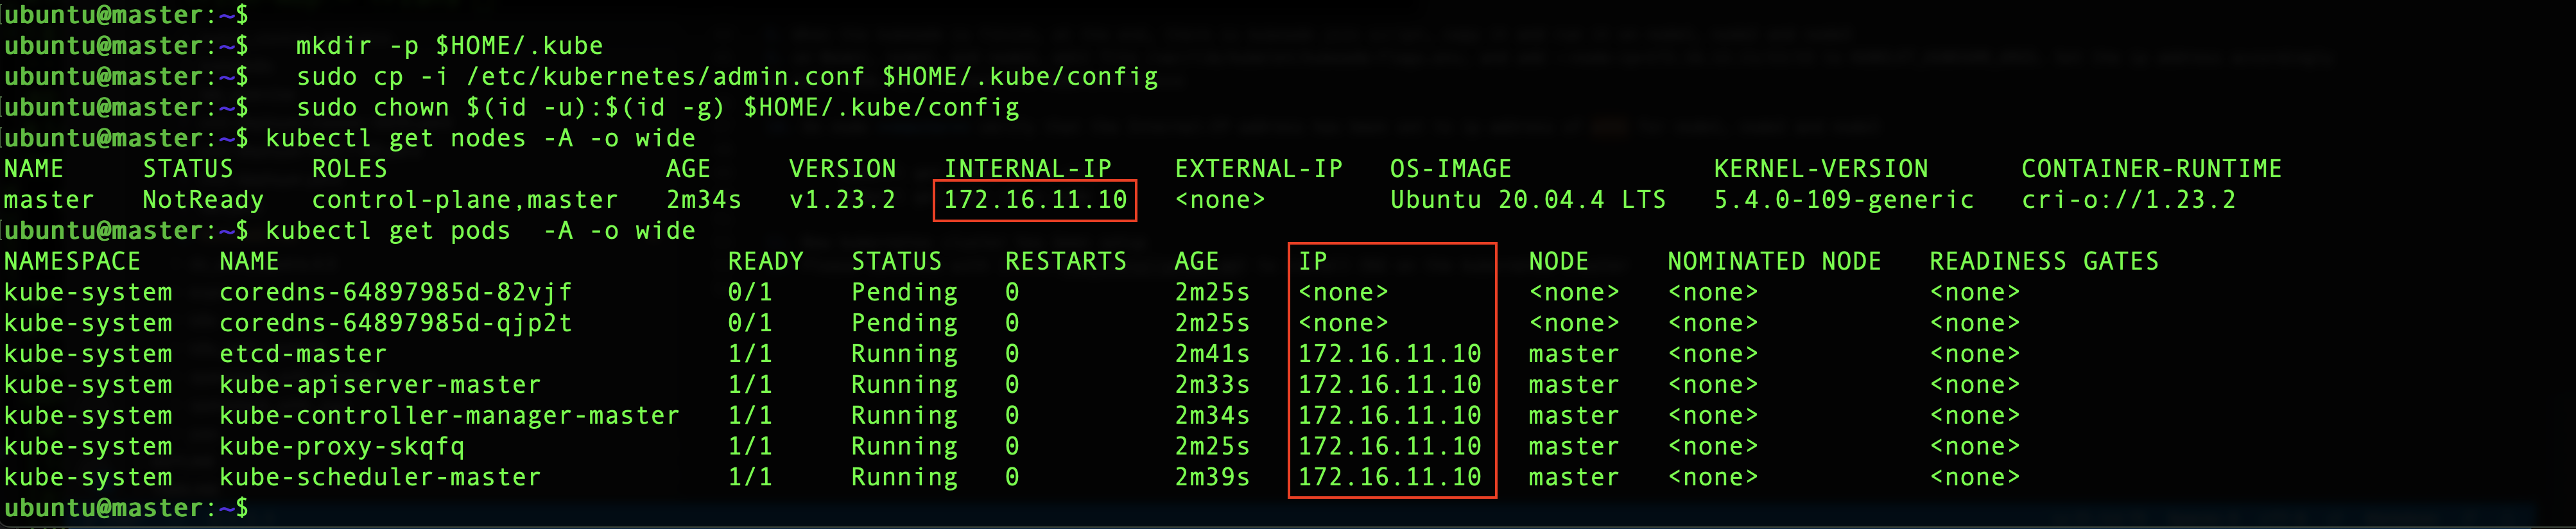 ubuntu@master:~$
ubuntu@master:~$   mkdir -p $HOME/.kube
ubuntu@master:~$   sudo cp -i /etc/kubernetes/admin.conf $HOME/.kube/config
ubuntu@master:~$   sudo chown $(id -u):$(id -g) $HOME/.kube/config
ubuntu@master:~$ kubectl get nodes -A -o wide
NAME     STATUS     ROLES                  AGE     VERSION   INTERNAL-IP    EXTERNAL-IP   OS-IMAGE             KERNEL-VERSION      CONTAINER-RUNTIME
master   NotReady   control-plane,master   2m34s   v1.23.2   172.16.11.10   <none>        Ubuntu 20.04.4 LTS   5.4.0-109-generic   cri-o://1.23.2
ubuntu@master:~$ kubectl get pods  -A -o wide
NAMESPACE     NAME                             READY   STATUS    RESTARTS   AGE     IP             NODE     NOMINATED NODE   READINESS GATES
kube-system   coredns-64897985d-82vjf          0/1     Pending   0          2m25s   <none>         <none>   <none>           <none>
kube-system   coredns-64897985d-qjp2t          0/1     Pending   0          2m25s   <none>         <none>   <none>           <none>
kube-system   etcd-master                      1/1     Running   0          2m41s   172.16.11.10   master   <none>           <none>
kube-system   kube-apiserver-master            1/1     Running   0          2m33s   172.16.11.10   master   <none>           <none>
kube-system   kube-controller-manager-master   1/1     Running   0          2m34s   172.16.11.10   master   <none>           <none>
kube-system   kube-proxy-skqfq                 1/1     Running   0          2m25s   172.16.11.10   master   <none>           <none>
kube-system   kube-scheduler-master            1/1     Running   0          2m39s   172.16.11.10   master   <none>           <none>
ubuntu@master:~$